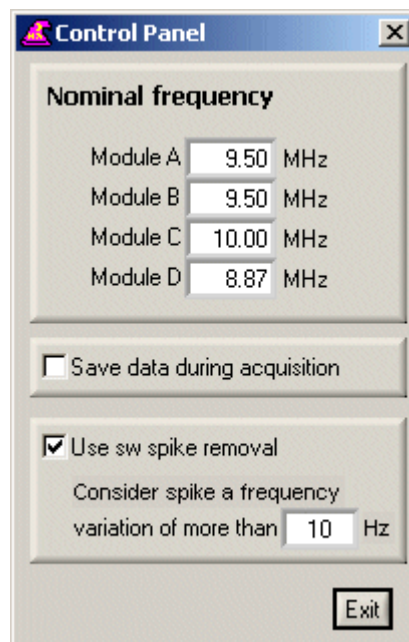 Control Panel
Nominal frequency
Module A 9.50 MHz
Module B 9.50 MHz
Module C 10.00 MHz
Module D 8.87 MHz
Save data during acquisition
Use sw spike removal
Consider spike a frequency
variation of more than 10 Hz
Exit